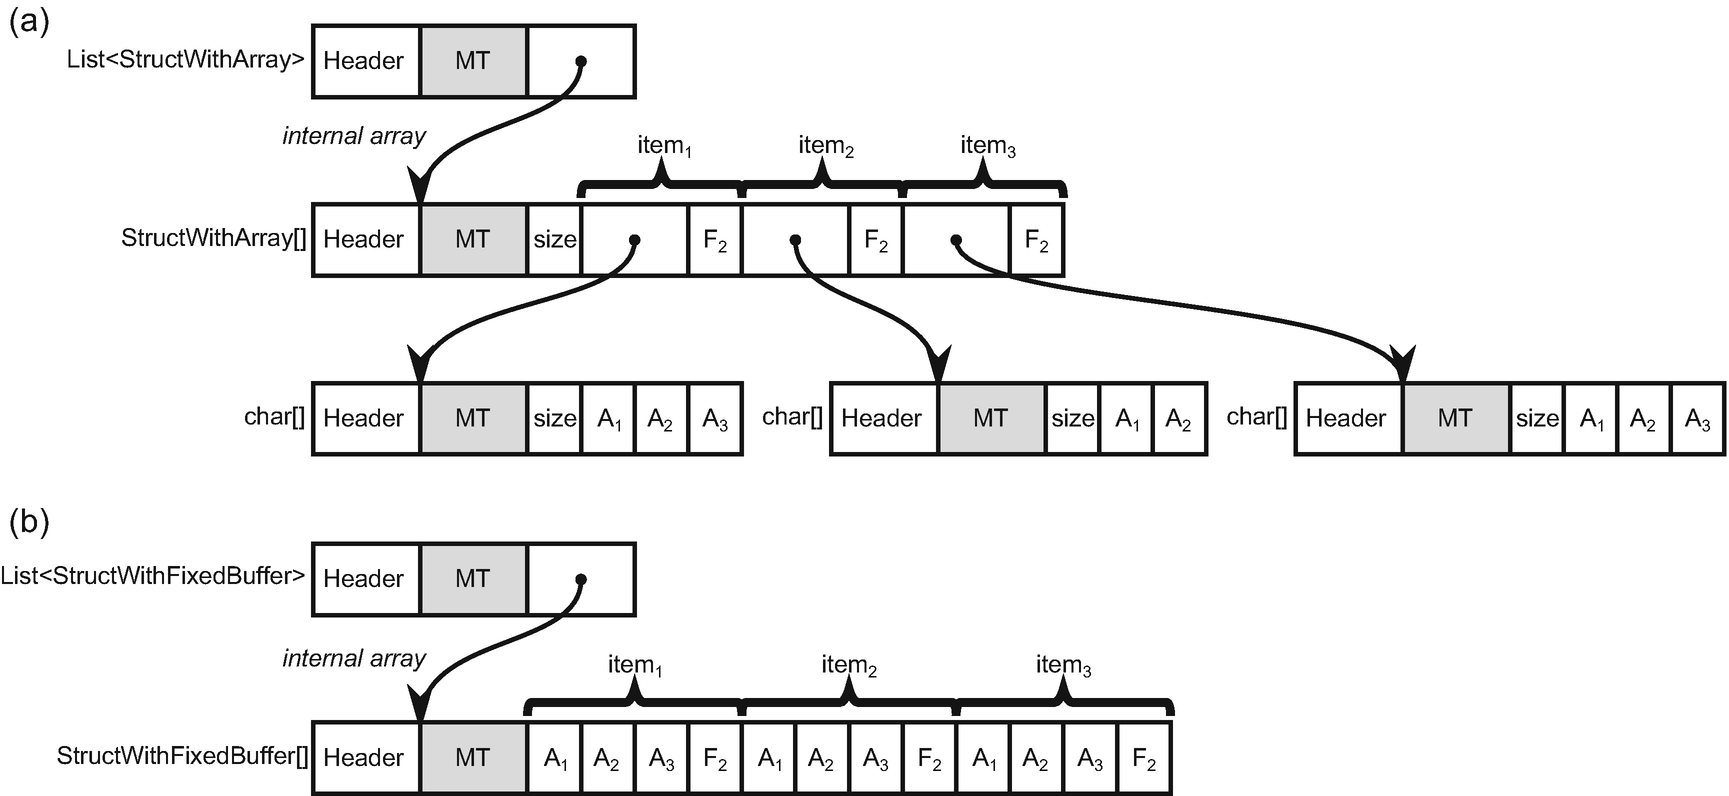 (a)
List<StructWithArray> Header MT
internal array
item₁ item₂ item₃
StructWithArray[] Header MT size F₂ F₂ F₂
char[] Header MT size A₁ A₂ A₃ char[] Header MT size A₁ A₂ char[] Header MT size A₁ A₂ A₃
(b)
List<StructWithFixedBuffer> Header MT
internal array
item₁ item₂ item₃
StructWithFixedBuffer[] Header MT A₁ A₂ A₃ F₂ A₁ A₂ A₃ F₂ A₁ A₂ A₃ F₂